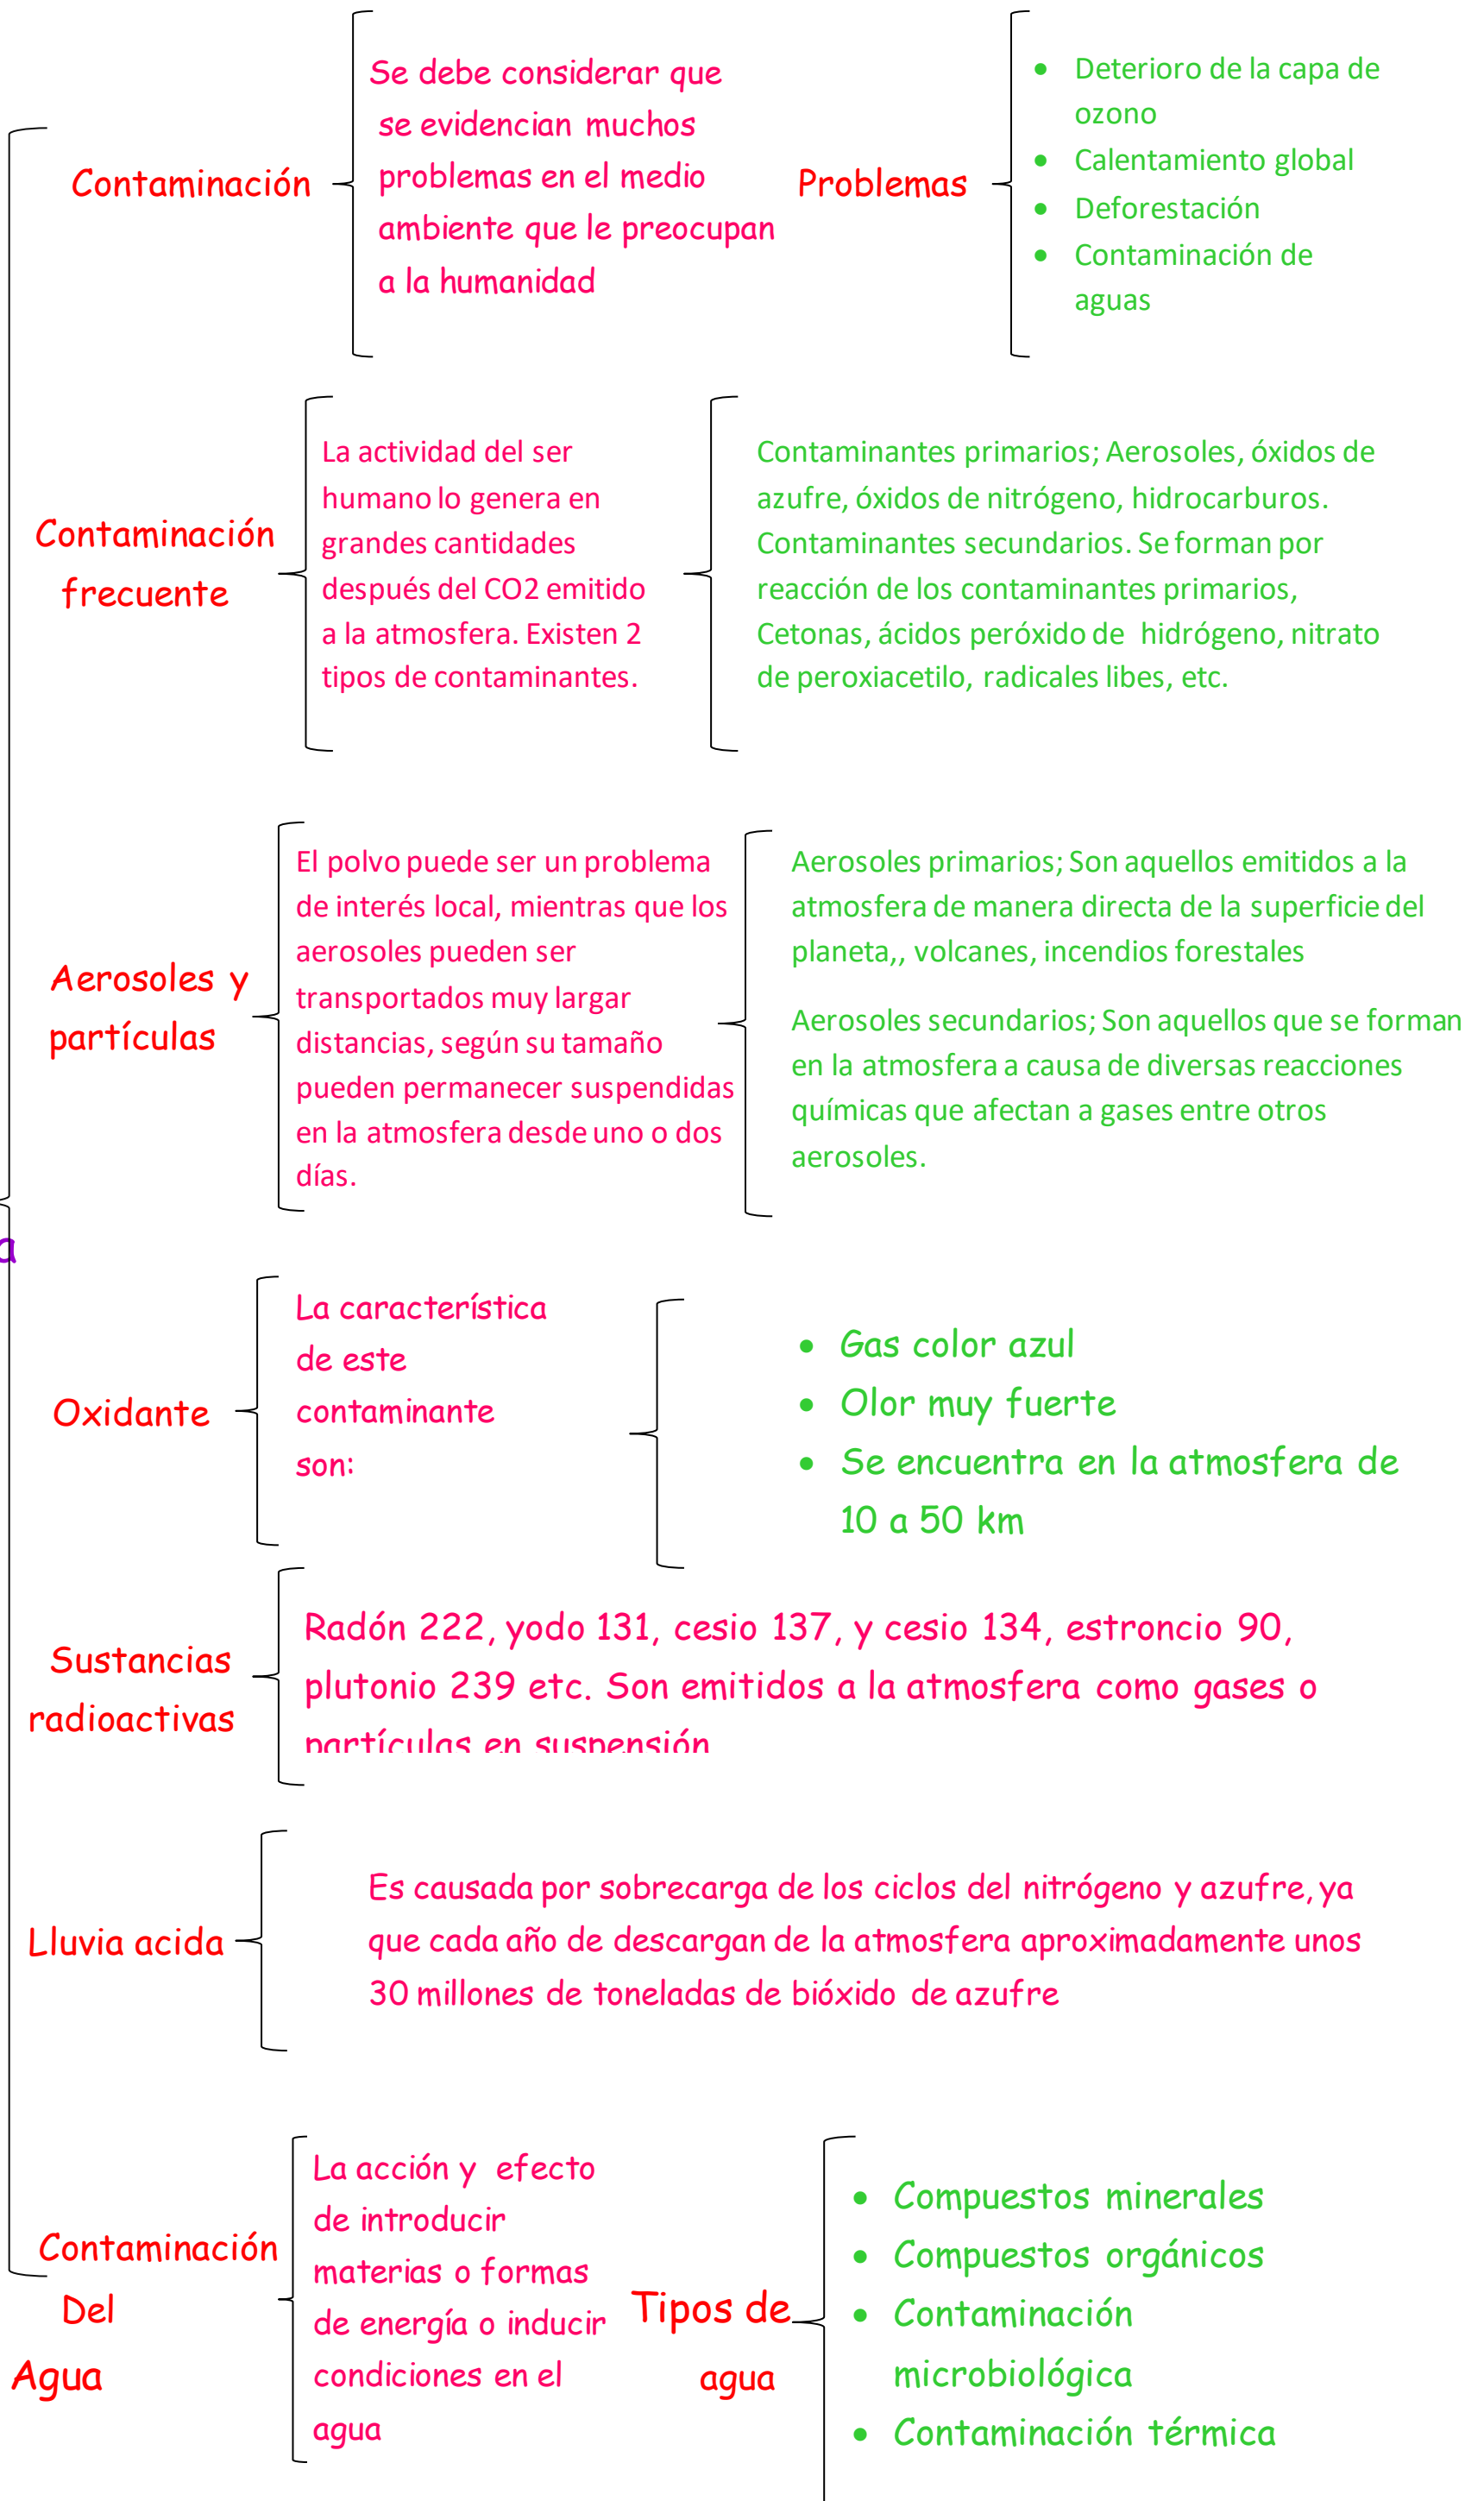 Contaminación
Se debe considerar que
se evidencian muchos
problemas en el medio
ambiente que le preocupan
a la humanidad
Problemas
• Deterioro de la capa de
ozono
• Calentamiento global
• Deforestación
• Contaminación de
aguas
Contaminación
frecuente
La actividad del ser
humano lo genera en
grandes cantidades
después del CO2 emitido
a la atmosfera. Existen 2
tipos de contaminantes.
Contaminantes primarios; Aerosoles, óxidos de
azufre, óxidos de nitrógeno, hidrocarburos.
Contaminantes secundarios. Se forman por
reacción de los contaminantes primarios,
Cetonas, ácidos peróxido de hidrógeno, nitrato
de peroxiacetilo, radicales libes, etc.
Aerosoles y
partículas
El polvo puede ser un problema
de interés local, mientras que los
aerosoles pueden ser
transportados muy largar
distancias, según su tamaño
pueden permanecer suspendidas
en la atmosfera desde uno o dos
días.
Aerosoles primarios; Son aquellos emitidos a la
atmosfera de manera directa de la superficie del
planeta,, volcanes, incendios forestales
Aerosoles secundarios; Son aquellos que se forman
en la atmosfera a causa de diversas reacciones
químicas que afectan a gases entre otros
aerosoles.
a
Oxidante
La característica
de este
contaminante
son:
• Gas color azul
• Olor muy fuerte
• Se encuentra en la atmosfera de
10 a 50 km
Sustancias
radioactivas
Radón 222, yodo 131, cesio 137, y cesio 134, estroncio 90,
plutonio 239 etc. Son emitidos a la atmosfera como gases o
partículas en suspensión
Lluvia acida
Es causada por sobrecarga de los ciclos del nitrógeno y azufre, ya
que cada año de descargan de la atmosfera aproximadamente unos
30 millones de toneladas de bióxido de azufre
Contaminación
Del
Agua
La acción y efecto
de introducir
materias o formas
de energía o inducir
condiciones en el
agua
Tipos de
agua
• Compuestos minerales
• Compuestos orgánicos
• Contaminación
microbiológica
• Contaminación térmica